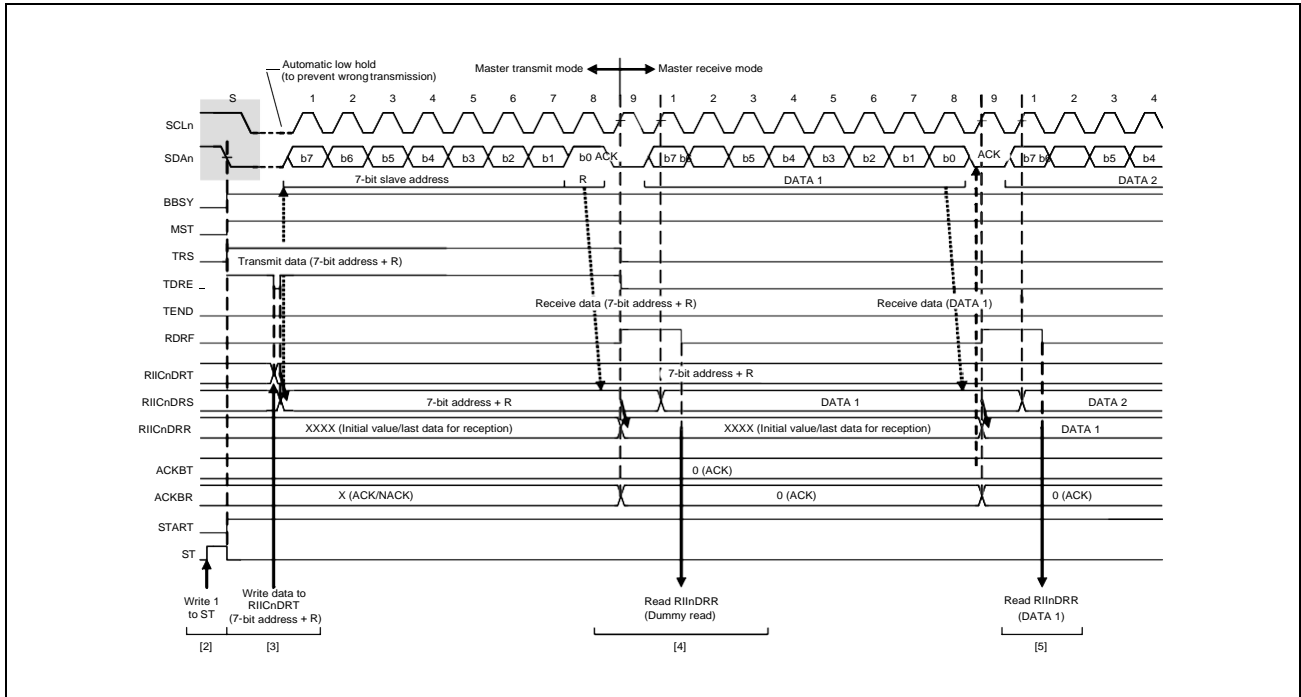 Automatic low hold
(to prevent wrong transmission)
Master transmit mode Master receive mode
S 1 2 3 4 5 6 7 8 9 1 2 3 4 5 6 7 8 9 1 2 3 4
SCLn
SDAn b7 b6 b5 b4 b3 b2 b1 b0 ACK b7 b6 b5 b4 b3 b2 b1 b0 ACK b7 b6 b5 b4
7-bit slave address R DATA 1 DATA 2
BBSY
MST
TRS
Transmit data (7-bit address + R)
TDRE
Receive data (7-bit address + R) Receive data (DATA 1)
TEND
RDRF
RIICnDRT 7-bit address + R
RIICnDRS 7-bit address + R DATA 1 DATA 2
RIICnDRR XXXX (Initial value/last data for reception) XXXX (Initial value/last data for reception) DATA 1
ACKBT 0 (ACK)
ACKBR X (ACK/NACK) 0 (ACK) 0 (ACK)
START
ST
Write 1
to ST
Write data to
RIICnDRT
(7-bit address + R)
Read RIInDRR
(Dummy read)
Read RIInDRR
(DATA 1)
[2] [3] [4] [5]